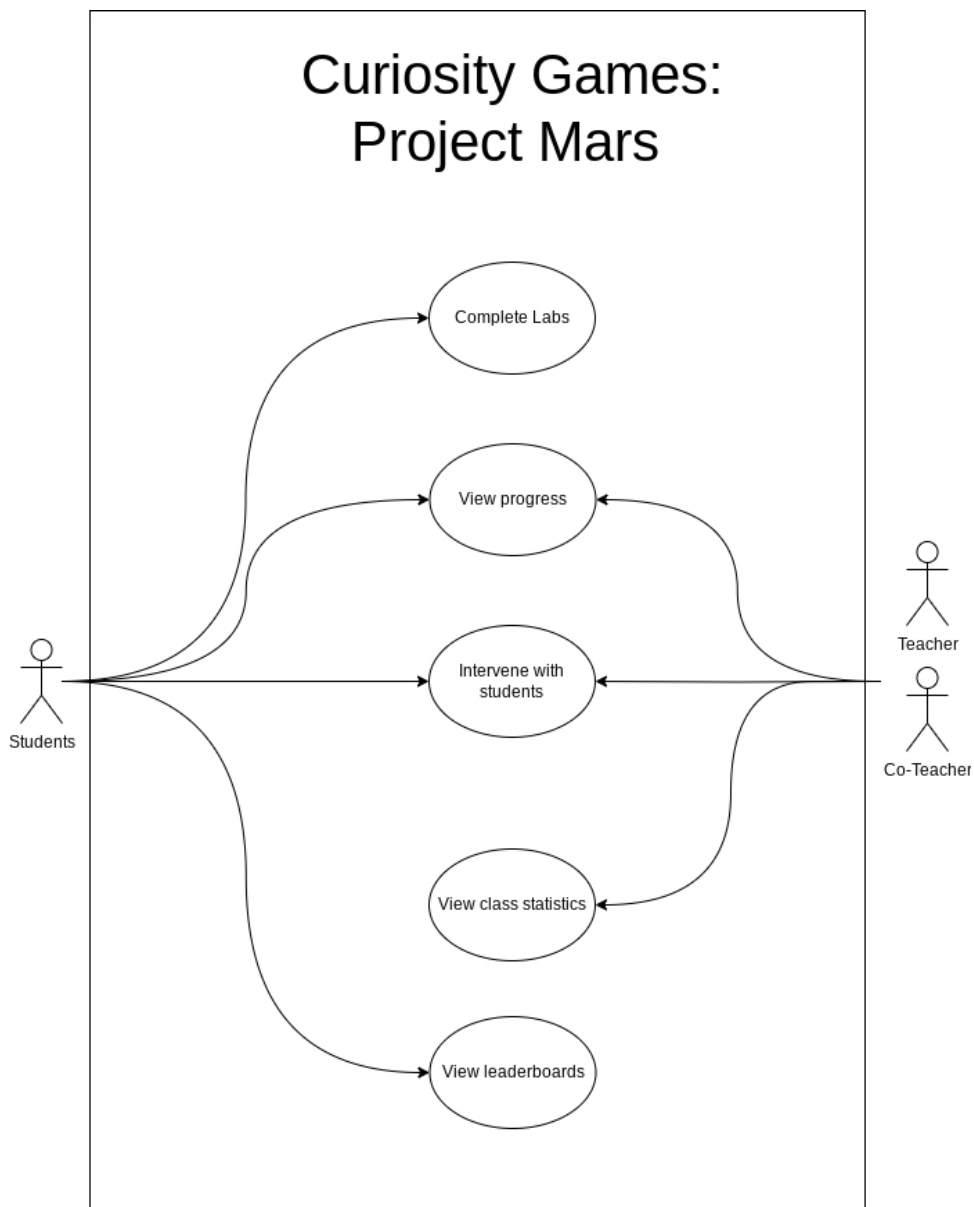 Curiosity Games:
Project Mars
Complete Labs
View progress
Intervene with
students
View class statistics
View leaderboards
Students
Teacher
Co-Teacher